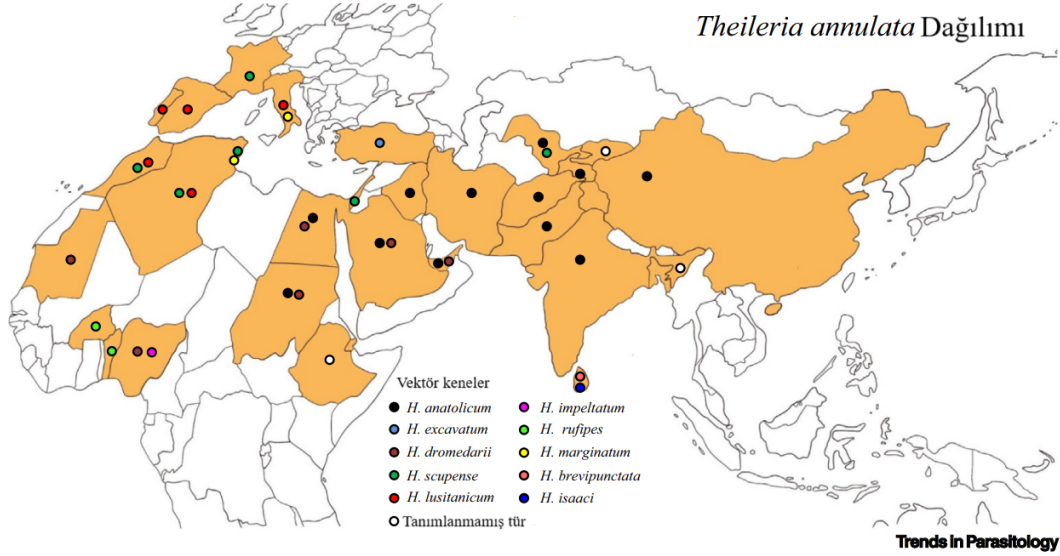 Theileria annulata Dağılımı
Vektör keneler
H. anatolicum
H. excavatum
H. dromedarii
H. scupense
H. lusitanicum
Tanımlanmamış tür
H. impeltatum
H. rufipes
H. marginatum
H. brevipunctata
H. isaaci
Trends in Parasitology